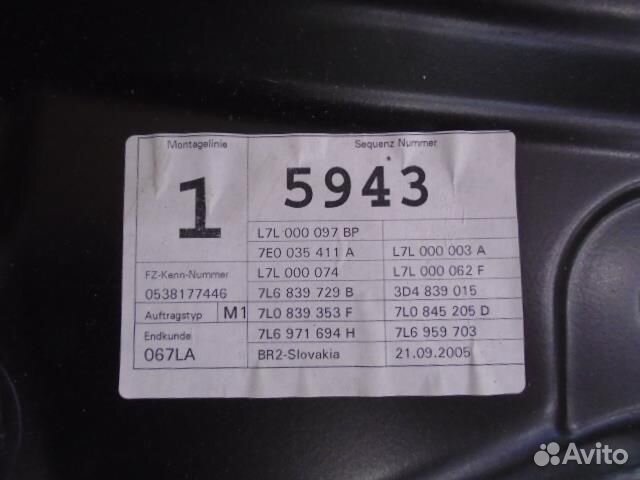 Montagelinie
Sequenz Nummer
1
5943
L7L 000 097 BP
7E0 035 411 A
L7L 000 003 A
FZ-Kenn-Nummer
L7L 000 074
L7L 000 062 F
0538177446
7L6 839 729 B
3D4 839 015
Auftragstyp
M1
7L0 839 353 F
7L0 845 205 D
Endkunde
7L6 971 694 H
7L6 959 703
067LA
BR2-Slovakia
21.09.2005
Avito